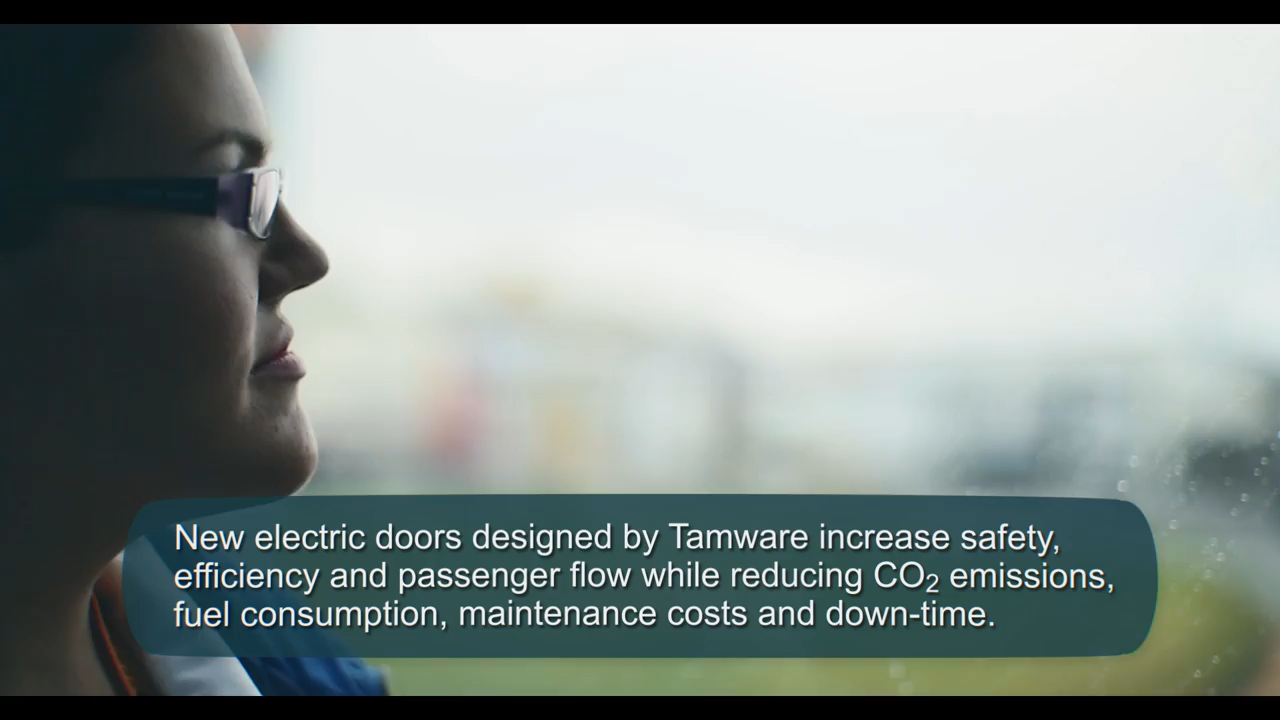 New electric doors designed by Tamware increase safety,
efficiency and passenger flow while reducing CO₂ emissions,
fuel consumption, maintenance costs and down-time.